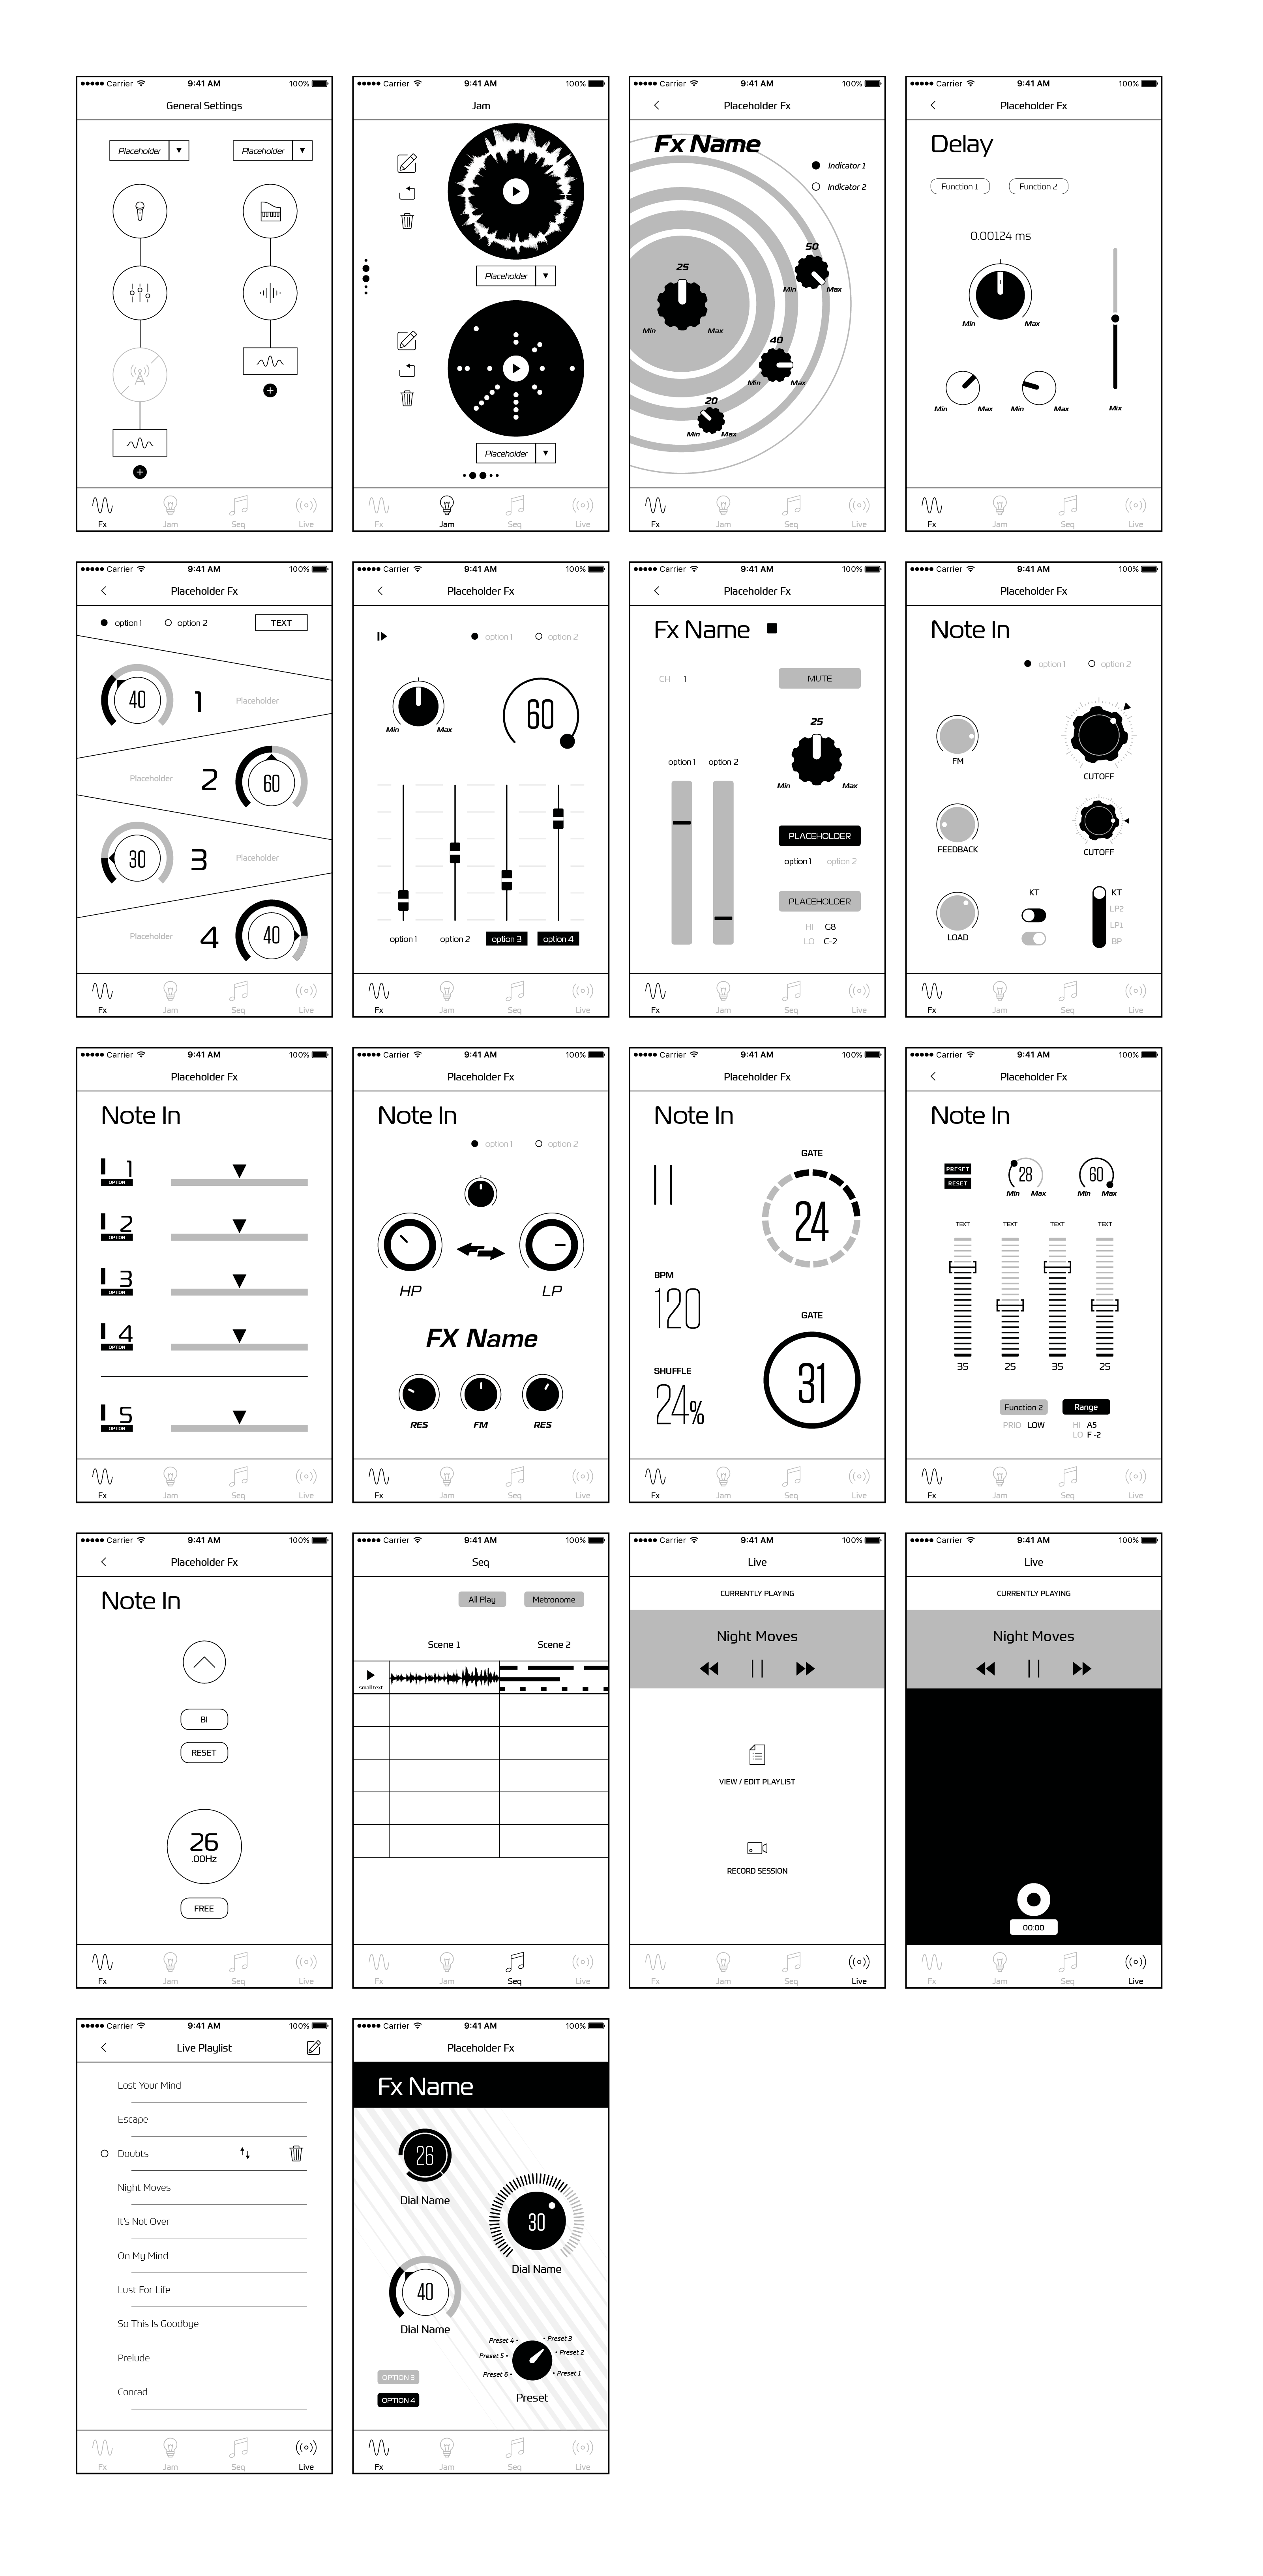 Carrier 9:41 AM 100%
General Settings
Placeholder
Placeholder
Fx Jam Seq Live
Carrier 9:41 AM 100%
Jam
Placeholder
Placeholder
Fx Jam Seq Live
Carrier 9:41 AM 100%
Placeholder Fx
Fx Name
Indicator 1
Indicator 2
50
Min Max
25
Min Max
40
Min Max
20
Min Max
Fx Jam Seq Live
Carrier 9:41 AM 100%
Placeholder Fx
Delay
Function 1 Function 2
0.00124 ms
Min Max
Min Max Min Max Mix
Fx Jam Seq Live
Carrier 9:41 AM 100%
Placeholder Fx
option 1 option 2 TEXT
40 1 Placeholder
Placeholder 2 60
30 3 Placeholder
Placeholder 4 40
Fx Jam Seq Live
Carrier 9:41 AM 100%
Placeholder Fx
option 1 option 2
60
Min Max
option 1 option 2 option 3 option 4
Fx Jam Seq Live
Carrier 9:41 AM 100%
Placeholder Fx
Fx Name
CH 1 MUTE
25
Min Max
option 1 option 2
PLACEHOLDER
option 1 option 2
PLACEHOLDER
HI G8
LO C-2
Fx Jam Seq Live
Carrier 9:41 AM 100%
Placeholder Fx
Note In
option 1 option 2
FM
CUTOFF
FEEDBACK
CUTOFF
KT KT
LP2
LP1
BP
LOAD
Fx Jam Seq Live
Carrier 9:41 AM 100%
Placeholder Fx
Note In
1
OPTION
2
OPTION
3
OPTION
4
OPTION
5
OPTION
Fx Jam Seq Live
Carrier 9:41 AM 100%
Placeholder Fx
Note In
option 1 option 2
HP LP
FX Name
RES FM RES
Fx Jam Seq Live
Carrier 9:41 AM 100%
Placeholder Fx
Note In
GATE
24
BPM
120
GATE
31
SHUFFLE
24%
Fx Jam Seq Live
Carrier 9:41 AM 100%
Placeholder Fx
Note In
PRESET
RESET
28
Min Max
60
Min Max
TEXT TEXT TEXT TEXT
35 25 35 25
Function 2 Range
PRIO LOW HI A5
LO F -2
Fx Jam Seq Live
Carrier 9:41 AM 100%
Placeholder Fx
Note In
BI
RESET
26
.00Hz
FREE
Fx Jam Seq Live
Carrier 9:41 AM 100%
Seq
All Play Metronome
Scene 1 Scene 2
small text
Fx Jam Seq Live
Carrier 9:41 AM 100%
Live
CURRENTLY PLAYING
Night Moves
VIEW / EDIT PLAYLIST
RECORD SESSION
Fx Jam Seq Live
Carrier 9:41 AM 100%
Live
CURRENTLY PLAYING
Night Moves
00:00
Fx Jam Seq Live
Carrier 9:41 AM 100%
Live Playlist
Lost Your Mind
Escape
Doubts
Night Moves
It's Not Over
On My Mind
Lust For Life
So This Is Goodbye
Prelude
Conrad
Fx Jam Seq Live
Carrier 9:41 AM 100%
Placeholder Fx
Fx Name
26
Dial Name
30
Dial Name
40
Dial Name
Preset 4 Preset 3
Preset 5 Preset 2
Preset 6 Preset 1
Preset
OPTION 3
OPTION 4
Fx Jam Seq Live